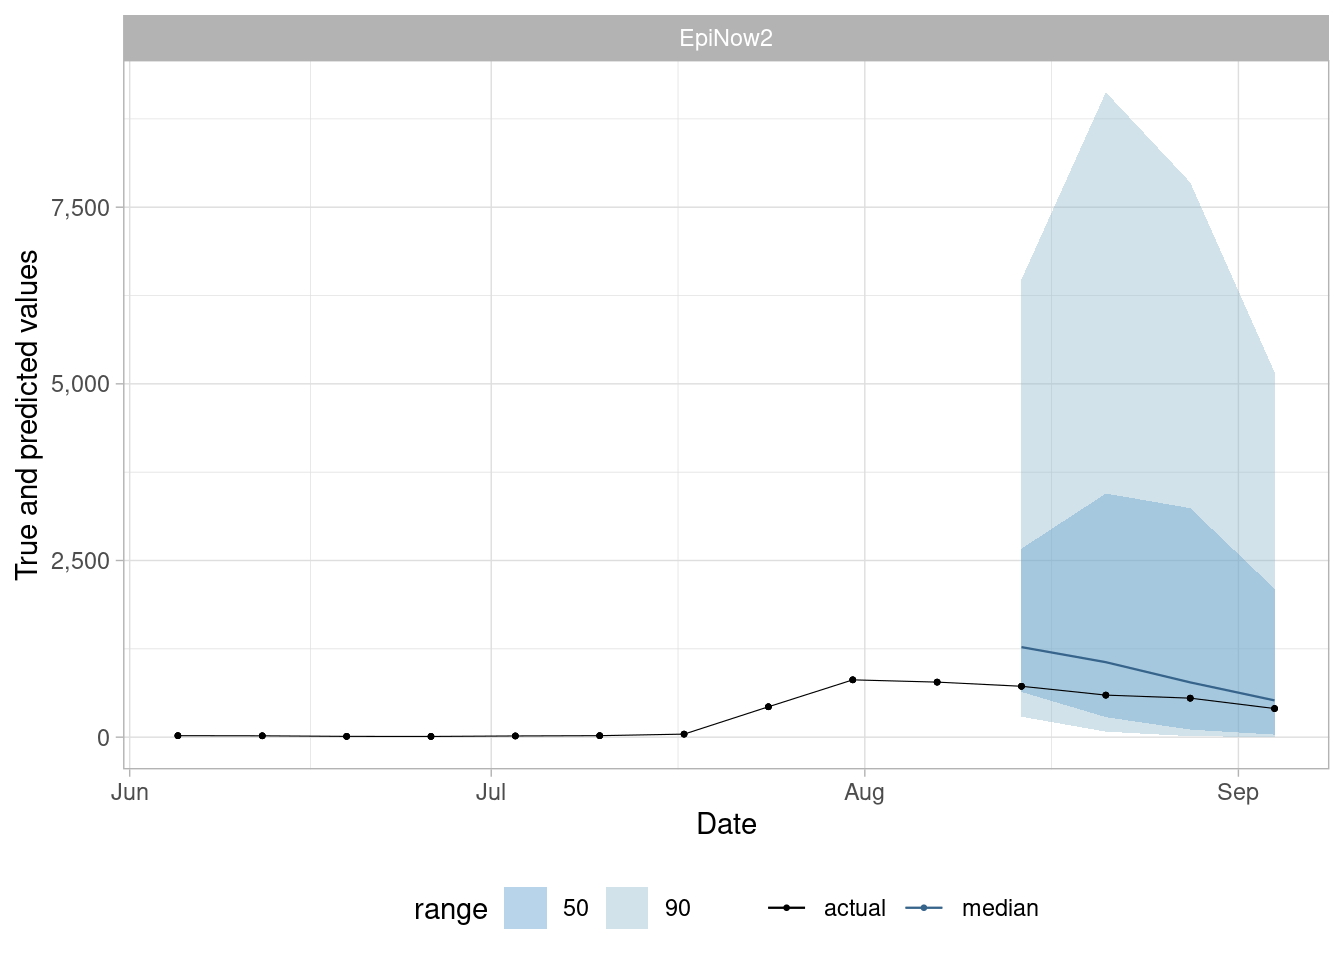 EpiNow2
True and predicted values
7,500
5,000
2,500
0
Jun Jul Aug Sep
Date
range 50 90 actual median